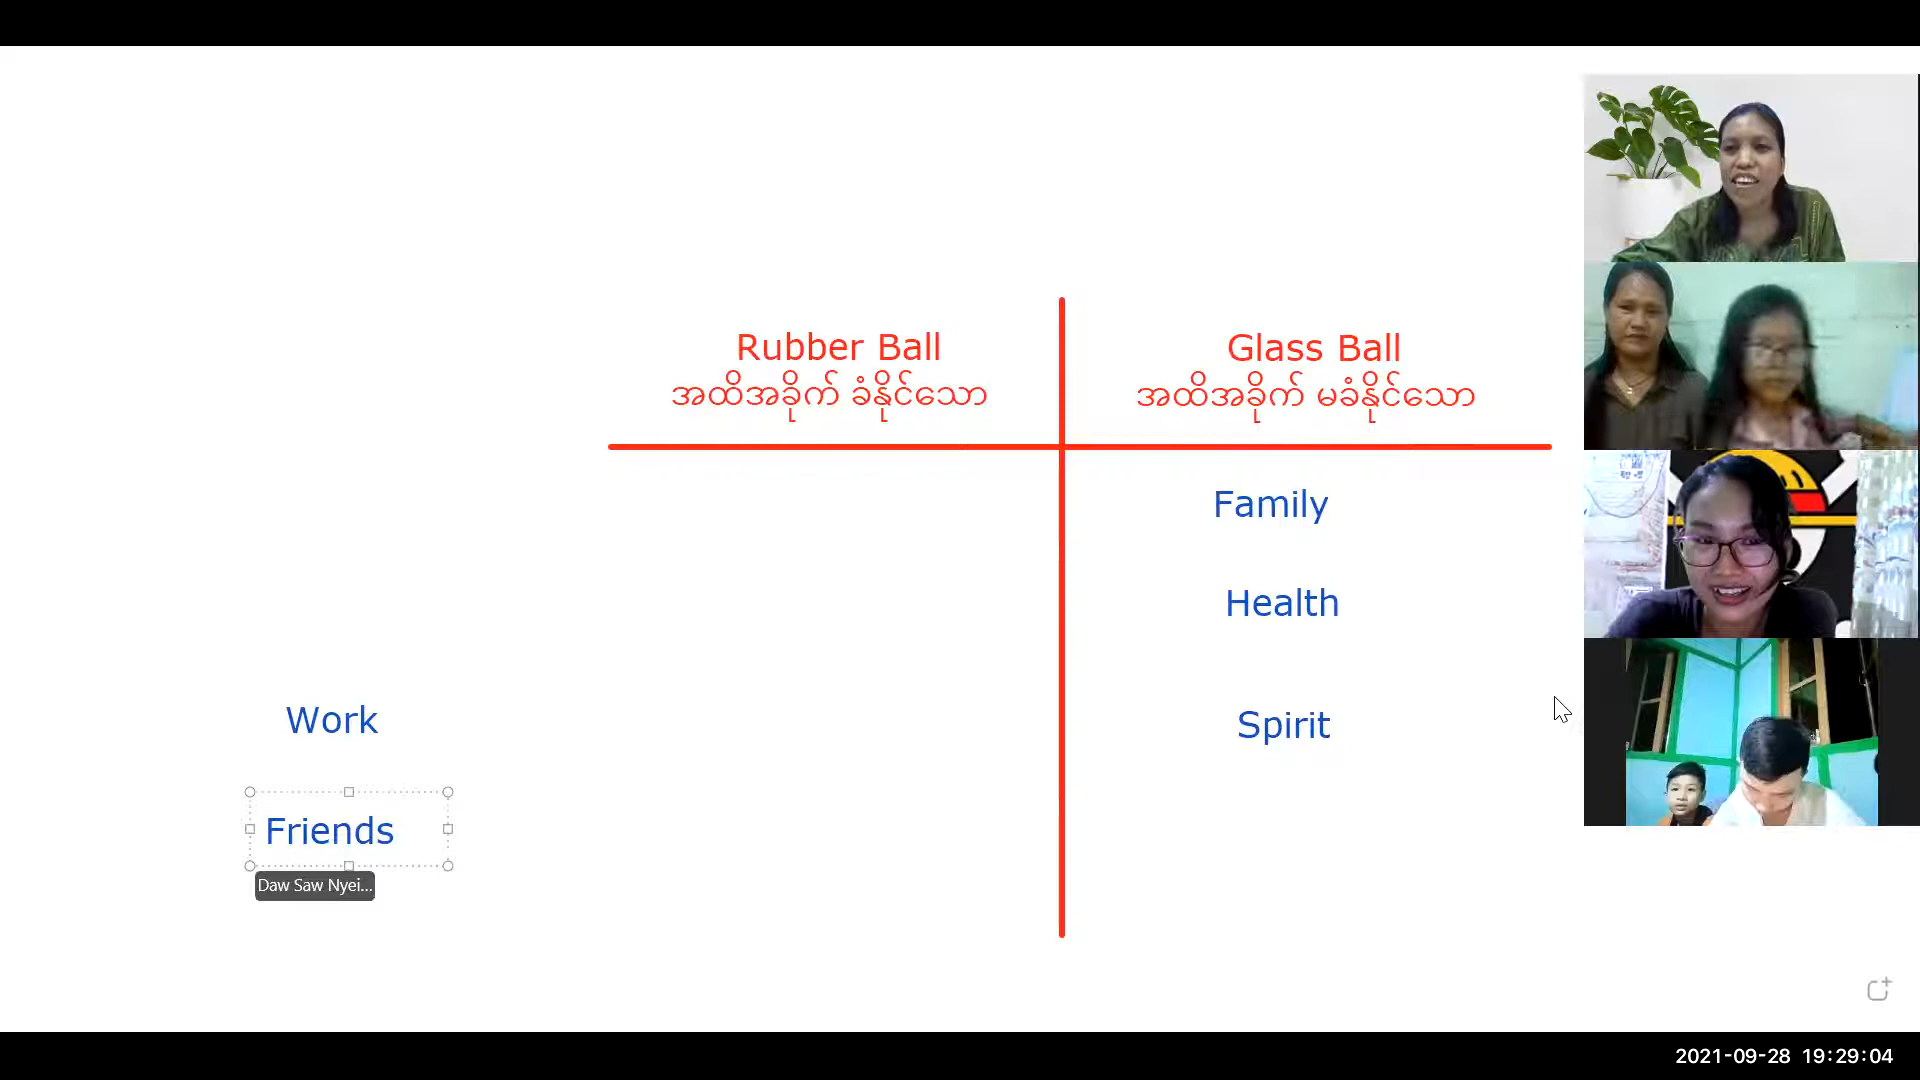 Rubber Ball
အထိအခိုက် ခံနိုင်သော
Glass Ball
အထိအခိုက် မခံနိုင်သော
Family
Health
Spirit
Work
Friends
Daw Saw Nyei...
2021-09-28 19:29:04